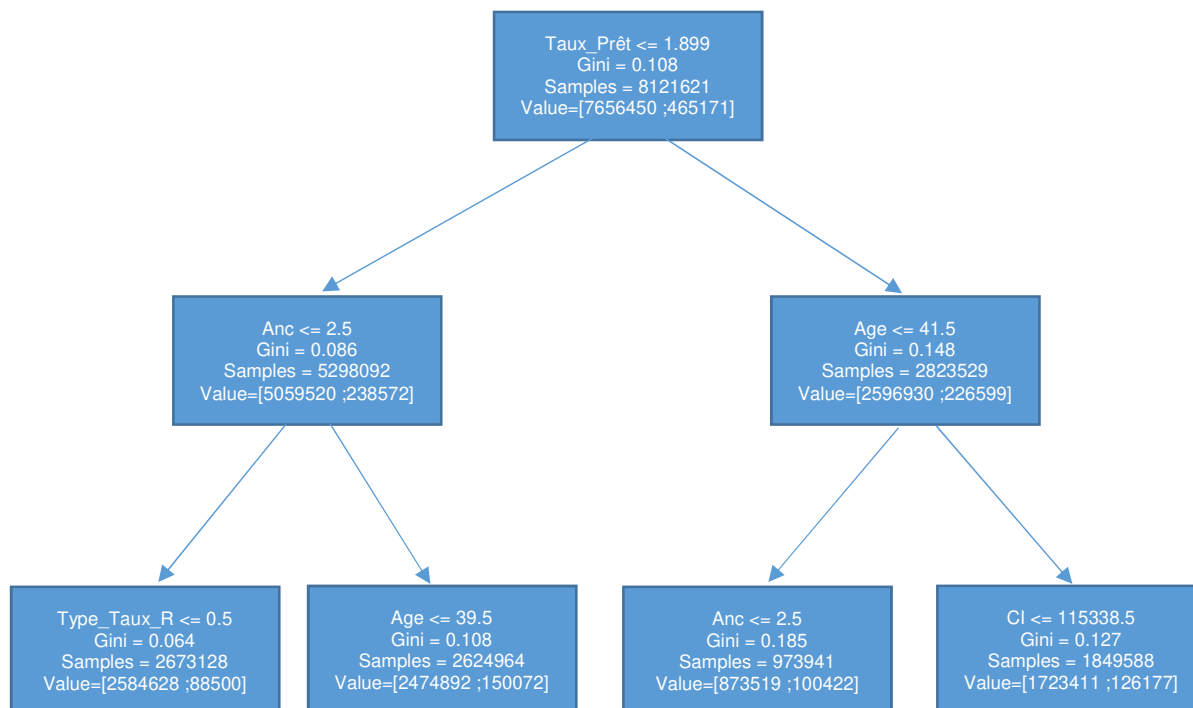 Taux_Prêt <= 1.899
Gini = 0.108
Samples = 8121621
Value=[7656450 ;465171]
Anc <= 2.5
Gini = 0.086
Samples = 5298092
Value=[5059520 ;238572]
Age <= 41.5
Gini = 0.148
Samples = 2823529
Value=[2596930 ;226599]
Type_Taux_R <= 0.5
Gini = 0.064
Samples = 2673128
Value=[2584628 ;88500]
Age <= 39.5
Gini = 0.108
Samples = 2624964
Value=[2474892 ;150072]
Anc <= 2.5
Gini = 0.185
Samples = 973941
Value=[873519 ;100422]
CI <= 115338.5
Gini = 0.127
Samples = 1849588
Value=[1723411 ;126177]